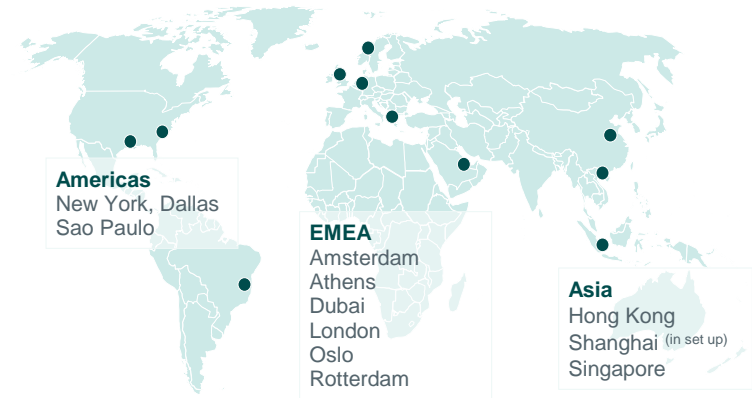 Americas
New York, Dallas
Sao Paulo
EMEA
Amsterdam
Athens
Dubai
London
Oslo
Rotterdam
Asia
Hong Kong
Shanghai (in set up)
Singapore